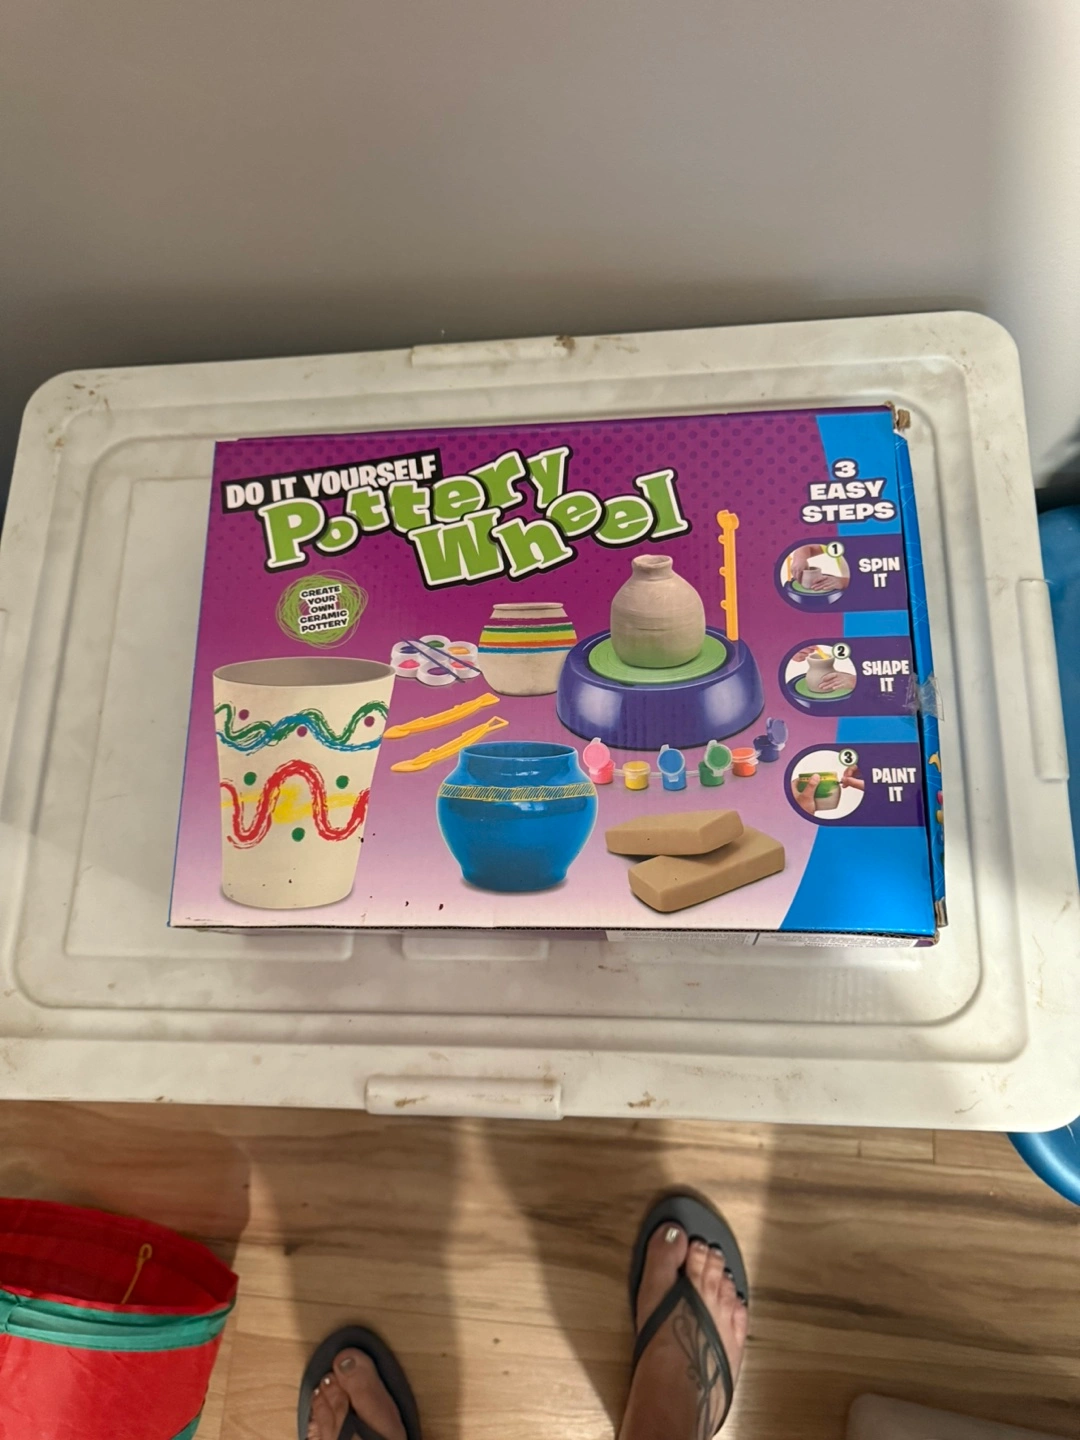 DO IT YOURSELF
Pottery
Wheel
CREATE
YOUR
OWN
CERAMIC
POTTERY
3
EASY
STEPS
1
SPIN
IT
2
SHAPE
IT
3
PAINT
IT